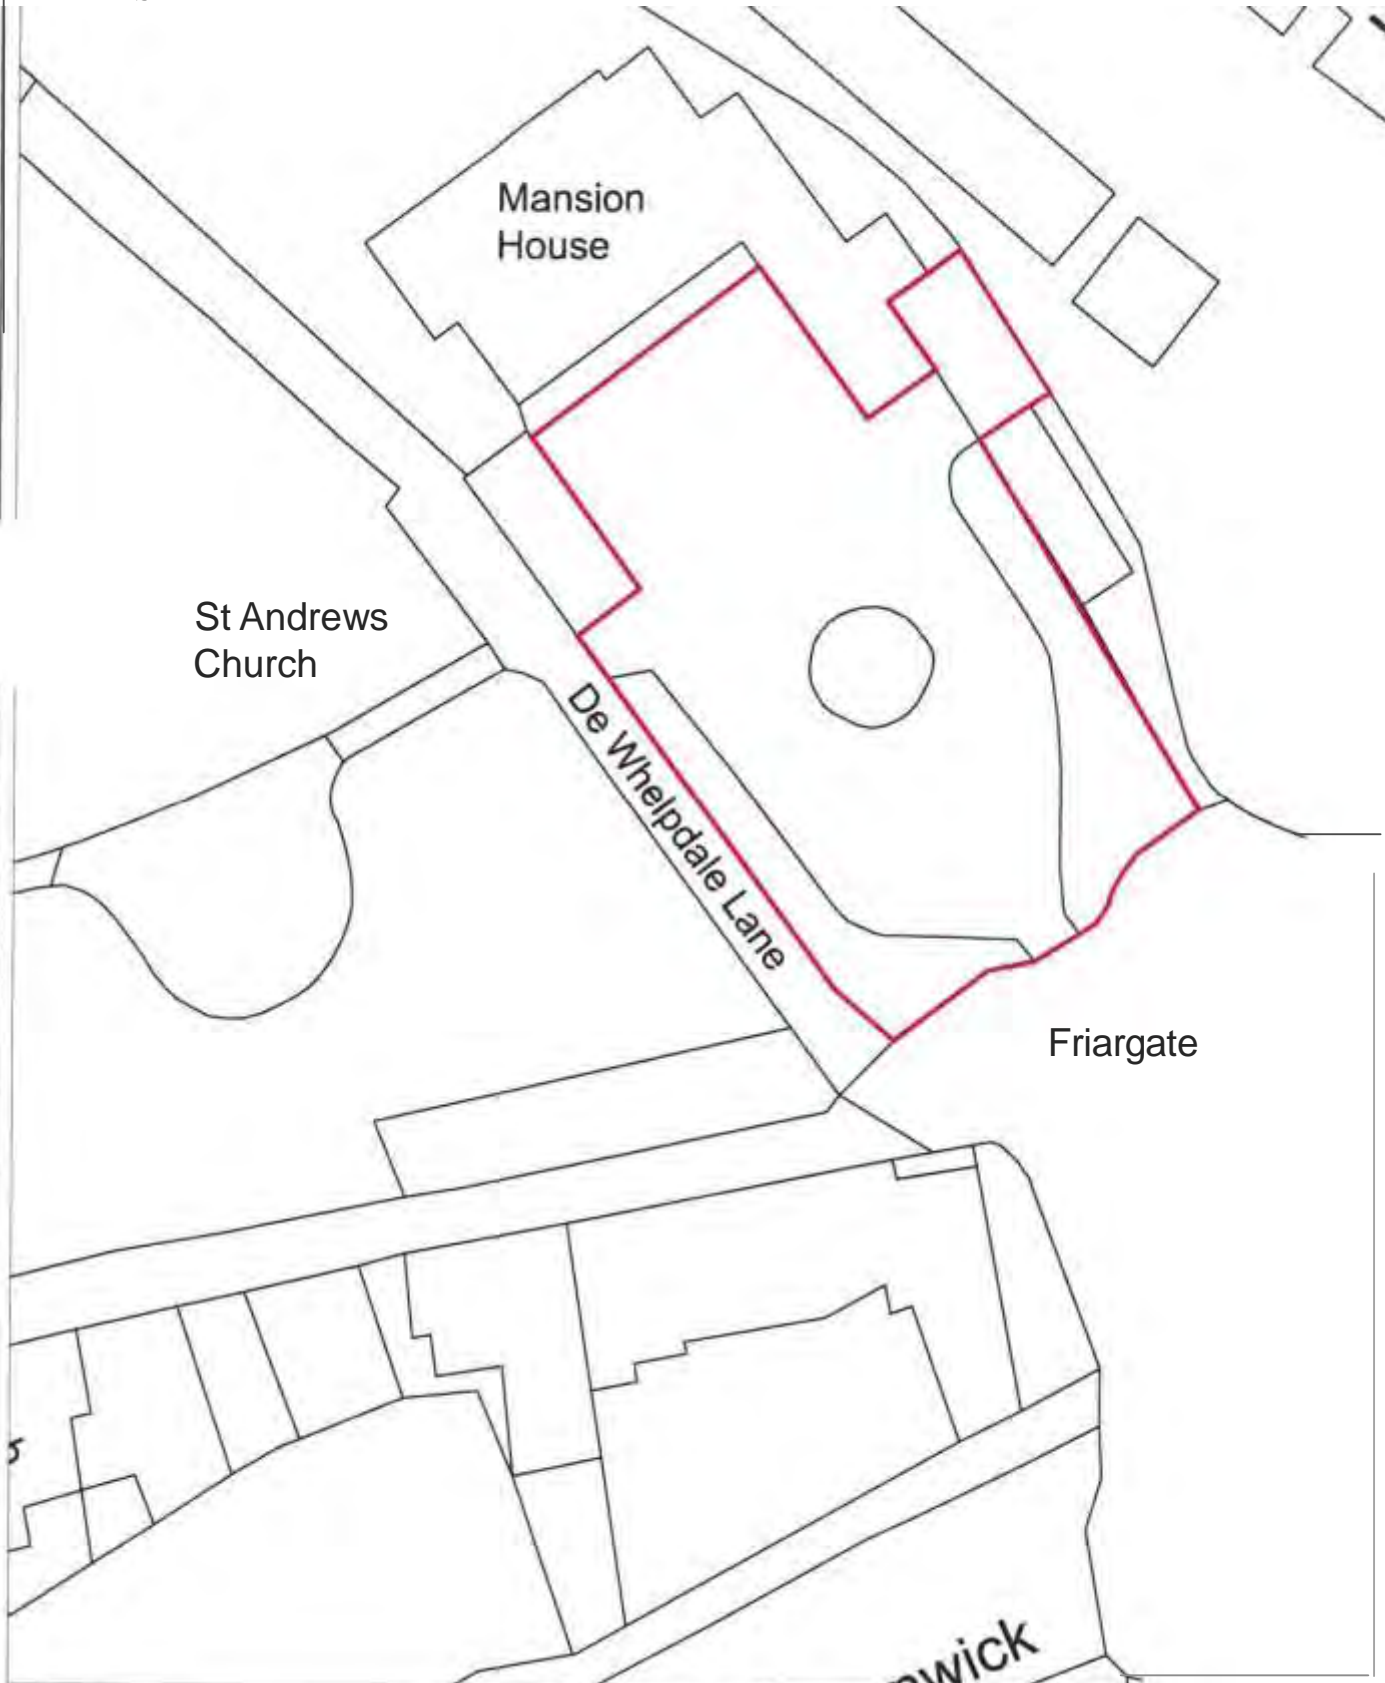 Mansion
House
St Andrews
Church
De Whelpdale Lane
Friargate